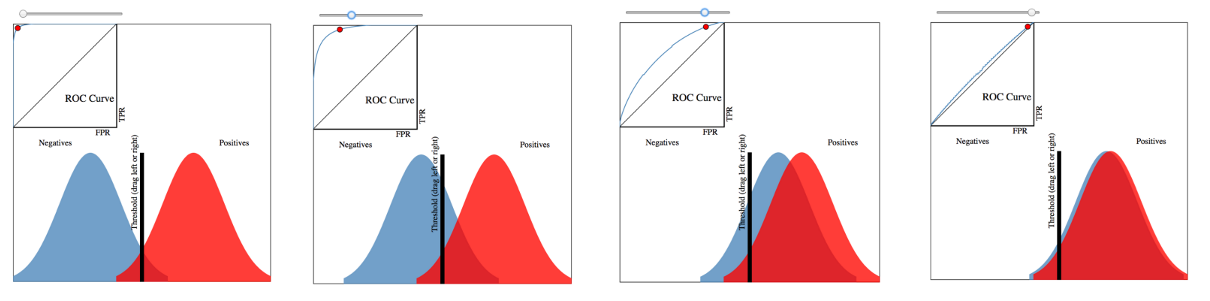 ROC Curve
TPR
FPR
Negatives
Positives
Threshold (drag left or right)
ROC Curve
TPR
FPR
Negatives
Positives
Threshold (drag left or right)
ROC Curve
TPR
FPR
Negatives
Positives
Threshold (drag left or right)
ROC Curve
TPR
FPR
Negatives
Positives
Threshold (drag left or right)